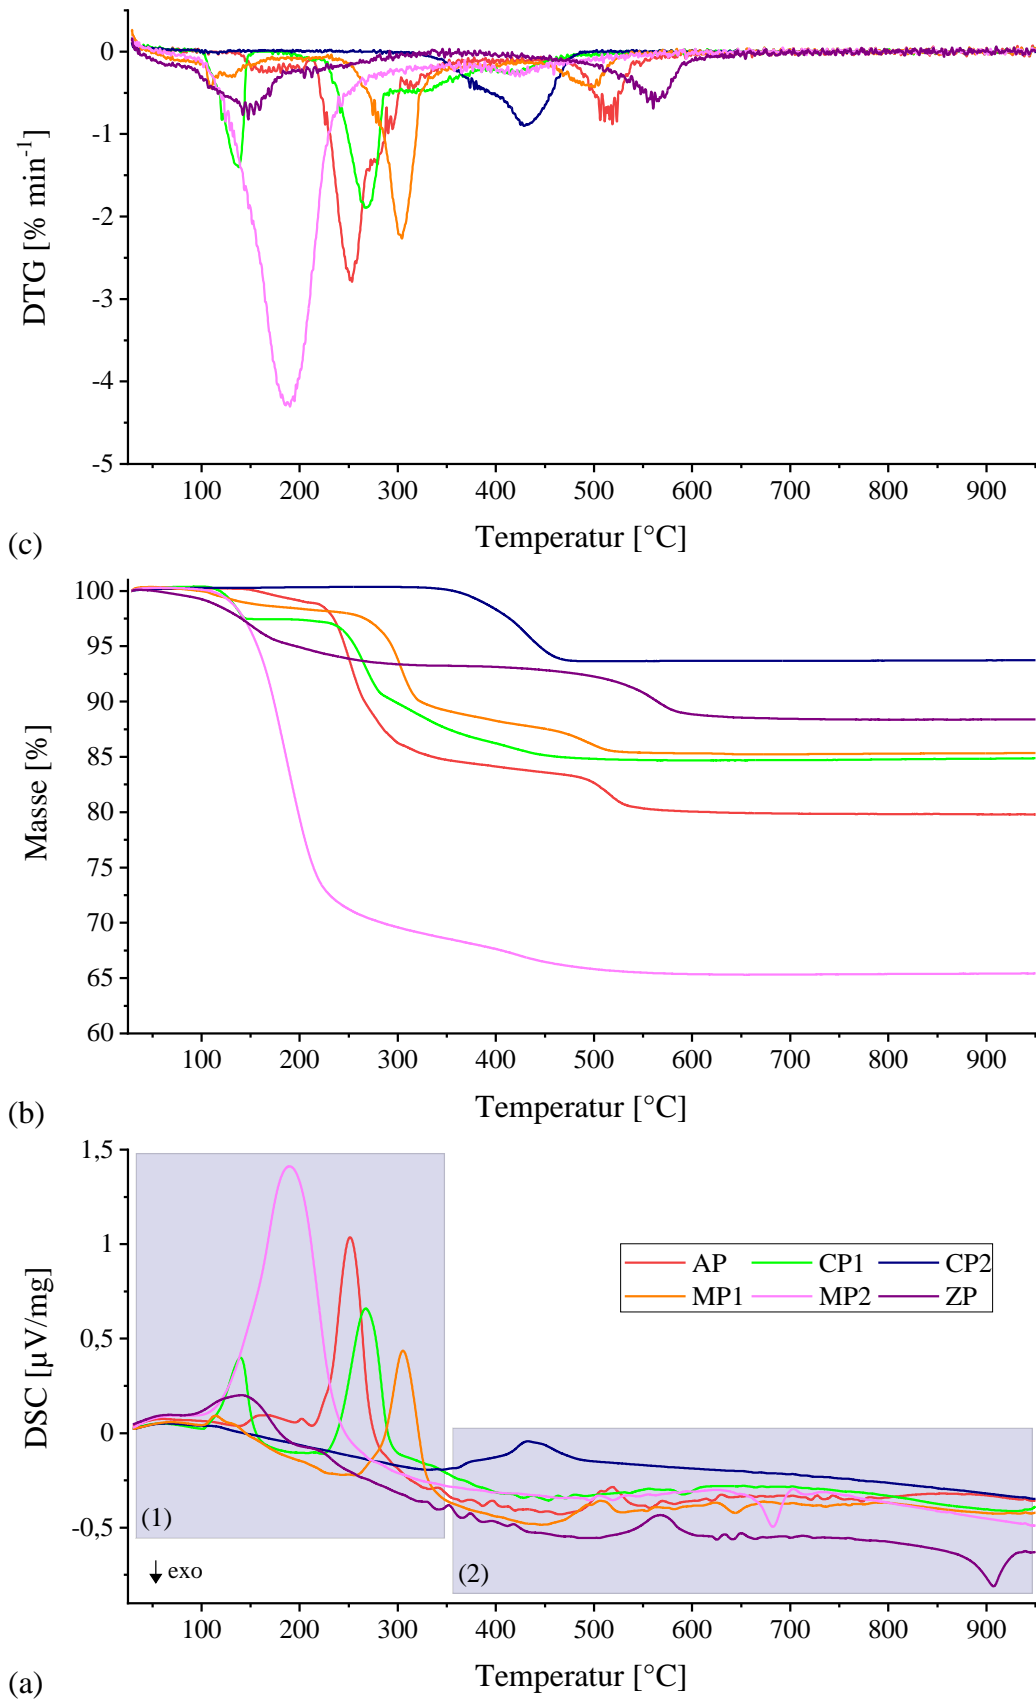 0
-1
-2
-3
-4
-5
DTG [% min-1]
100 200 300 400 500 600 700 800 900
Temperatur [°C]
(c)
100
95
90
85
80
75
70
65
60
Masse [%]
100 200 300 400 500 600 700 800 900
Temperatur [°C]
(b)
1,5
1
0,5
0
-0,5
DSC [µV/mg]
AP CP1 CP2
MP1 MP2 ZP
(1)
(2)
exo
100 200 300 400 500 600 700 800 900
Temperatur [°C]
(a)